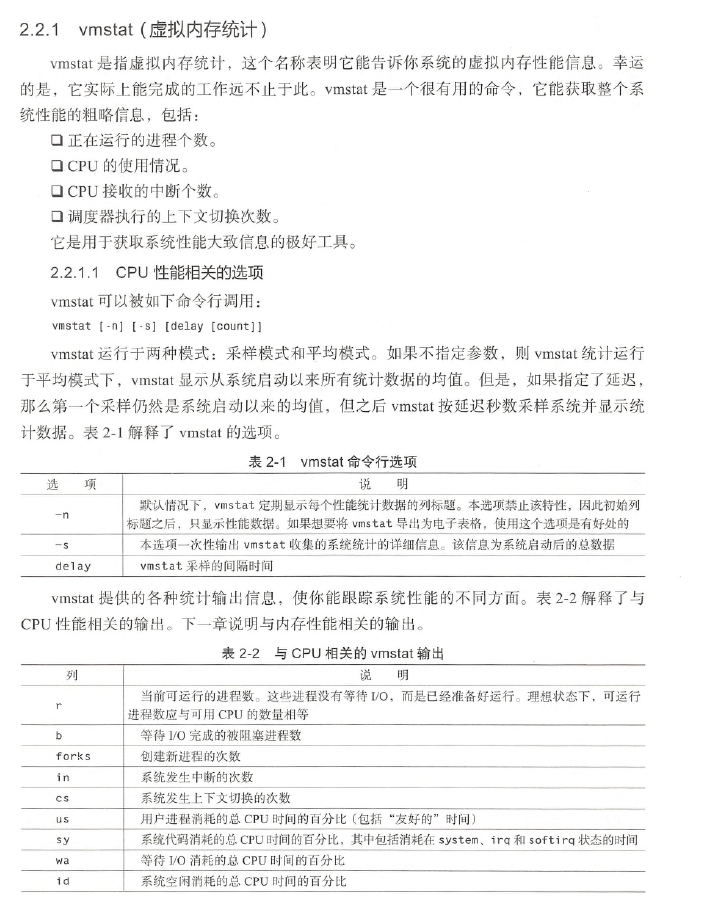 2.2.1 vmstat（虚拟内存统计）
vmstat 是指虚拟内存统计，这个名称表明它能告诉你系统的虚拟内存性能信息。幸运
的是，它实际上能完成的工作远不止于此。vmstat 是一个很有用的命令，它能获取整个系
统性能的粗略信息，包括：
❑ 正在运行的进程个数。
❑ CPU 的使用情况。
❑ CPU 接收的中断个数。
❑ 调度器执行的上下文切换次数。
它是用于获取系统性能大致信息的极好工具。
2.2.1.1 CPU 性能相关的选项
vmstat 可以被如下命令行调用：
vmstat [-n] [-s] [delay [count]]
vmstat 运行于两种模式：采样模式和平均模式。如果不指定参数，则 vmstat 统计运行
于平均模式下，vmstat 显示从系统启动以来所有统计数据的均值。但是，如果指定了延迟，
那么第一个采样仍然是系统启动以来的均值，但之后 vmstat 按延迟秒数采样系统并显示统
计数据。表 2-1 解释了 vmstat 的选项。
表 2-1 vmstat 命令行选项
选 项 说 明
-n 默认情况下，vmstat 定期显示每个性能统计数据的列标题。本选项禁止该特性，因此初始列
标题之后，只显示性能数据。如果想要将 vmstat 导出为电子表格，使用这个选项是有好处的
-s 本选项一次性输出 vmstat 收集的系统统计的详细信息。该信息为系统启动后的总数据
delay vmstat 采样的间隔时间
vmstat 提供的各种统计输出信息，使你能跟踪系统性能的不同方面。表 2-2 解释了与
CPU 性能相关的输出。下一章说明与内存性能相关的输出。
表 2-2 与 CPU 相关的 vmstat 输出
列 说 明
r 当前可运行的进程数。这些进程没有等待 I/O，而是已经准备好运行。理想状态下，可运行
进程数应与可用 CPU 的数量相等
b 等待 I/O 完成的被阻塞进程数
forks 创建新进程的次数
in 系统发生中断的次数
cs 系统发生上下文切换的次数
us 用户进程消耗的总 CPU 时间的百分比（包括“友好的”时间）
sy 系统代码消耗的总 CPU 时间的百分比，其中包括消耗在 system、irq 和 softirq 状态的时间
wa 等待 I/O 消耗的总 CPU 时间的百分比
id 系统空闲消耗的总 CPU 时间的百分比